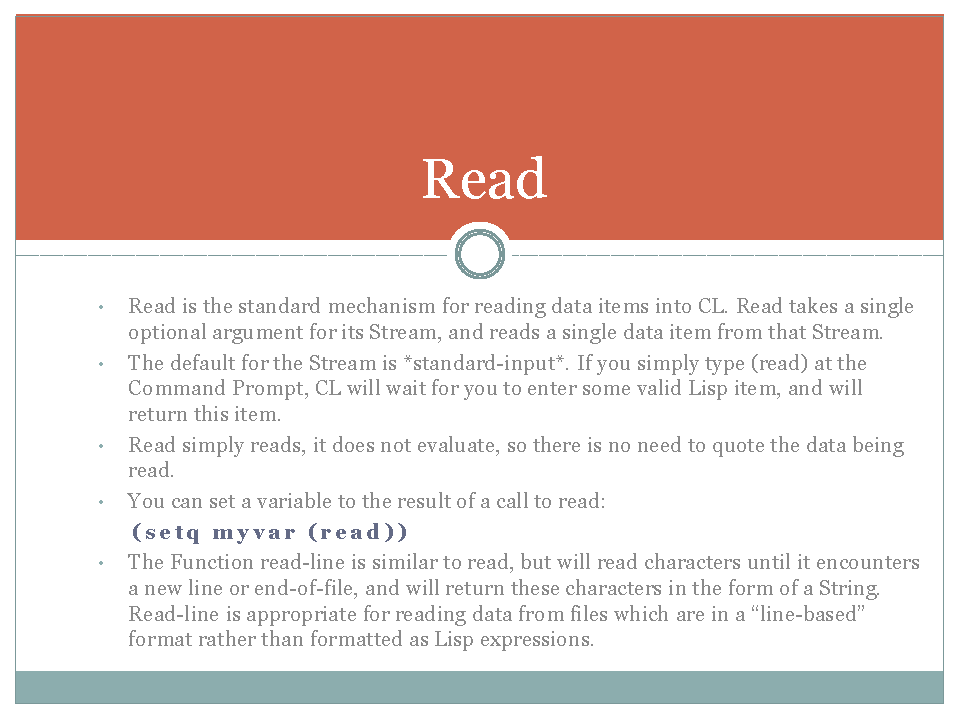 Read
• Read is the standard mechanism for reading data items into CL. Read takes a single
optional argument for its Stream, and reads a single data item from that Stream.
• The default for the Stream is *standard-input*. If you simply type (read) at the
Command Prompt, CL will wait for you to enter some valid Lisp item, and will
return this item.
• Read simply reads, it does not evaluate, so there is no need to quote the data being
read.
• You can set a variable to the result of a call to read:
(setq myvar (read))
• The Function read-line is similar to read, but will read characters until it encounters
a new line or end-of-file, and will return these characters in the form of a String.
Read-line is appropriate for reading data from files which are in a “line-based”
format rather than formatted as Lisp expressions.